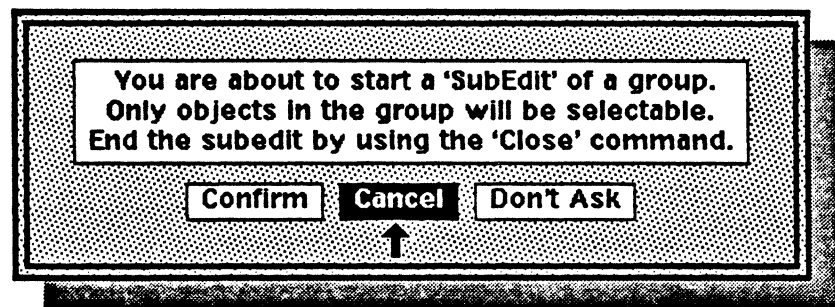 You are about to start a ‘SubEdit’ of a group.
Only objects in the group will be selectable.
End the subedit by using the ‘Close’ command.
Confirm Cancel Don't Ask